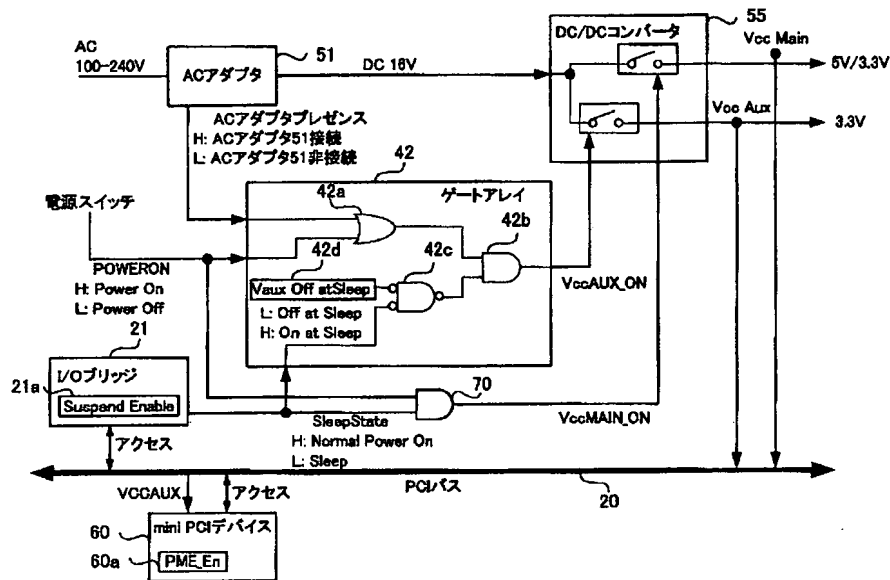 AC
100-240V
51
ACアダプタ
DC 16V
55
DC/DCコンバータ
Vcc Main
5V/3.3V
Vcc Aux
3.3V
ACアダプタプレゼンス
H: ACアダプタ51接続
L: ACアダプタ51非接続
42
ゲートアレイ
42a
42b
42c
42d
電源スイッチ
POWERON
H: Power On
L: Power Off
Vaux Off atSleep
L: Off at Sleep
H: On at Sleep
VccAUX_ON
21
I/Oブリッジ
21a
Suspend Enable
70
VccMAIN_ON
SleepState
H: Normal Power On
L: Sleep
アクセス
PCIバス
20
VCCAUX
アクセス
60
mini PCIデバイス
60a
PME_En